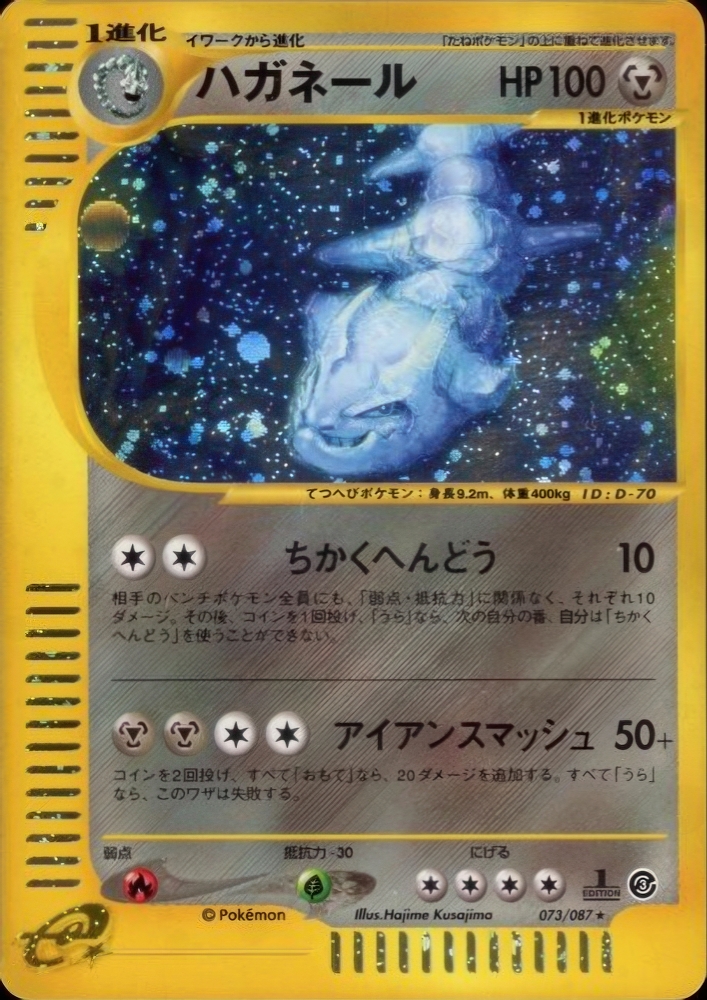 1進化
イワークから進化
「たねポケモン」の上に重ねて進化させます。
ハガネール HP100
1進化ポケモン
てつへびポケモン：身長9.2m、体重400kg ID:D-70
ちかくへんどう 10
相手のベンチポケモン全員にも、「弱点・抵抗力」に関係なく、それぞれ10
ダメージ。その後、コインを1回投げ、「うら」なら、次の自分の番、自分は「ちかく
へんどう」を使うことができない。
アイアンスマッシュ 50+
コインを2回投げ、すべて「おもて」なら、20ダメージを追加する。すべて「うら」
なら、このワザは失敗する。
弱点 抵抗力 -30 にげる
1 EDITION 3
© Pokémon Illus.Hajime Kusajima 073/087★
e